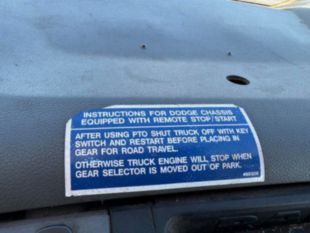 INSTRUCTIONS FOR DODGE CHASSIS
EQUIPPED WITH REMOTE STOP/START
AFTER USING PTO SHUT TRUCK OFF WITH KEY
SWITCH AND RESTART BEFORE PLACING IN
GEAR FOR ROAD TRAVEL.
OTHERWISE TRUCK ENGINE WILL STOP WHEN
GEAR SELECTOR IS MOVED OUT OF PARK.